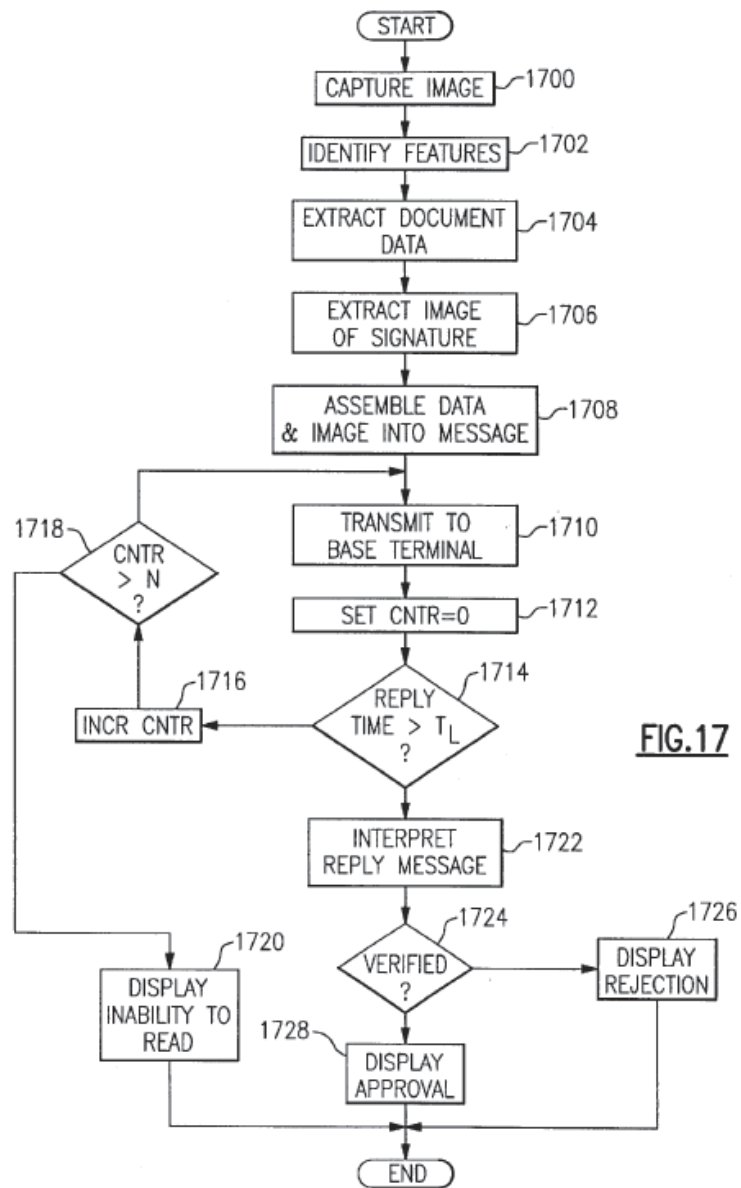 START
CAPTURE IMAGE
1700
IDENTIFY FEATURES
1702
EXTRACT DOCUMENT
DATA
1704
EXTRACT IMAGE
OF SIGNATURE
1706
ASSEMBLE DATA
& IMAGE INTO MESSAGE
1708
TRANSMIT TO
BASE TERMINAL
1710
SET CNTR=0
1712
REPLY
TIME > T_L
?
1714
INCR CNTR
1716
CNTR
> N
?
1718
FIG.17
INTERPRET
REPLY MESSAGE
1722
VERIFIED
?
1724
DISPLAY
REJECTION
1726
DISPLAY
INABILITY TO
READ
1720
DISPLAY
APPROVAL
1728
END